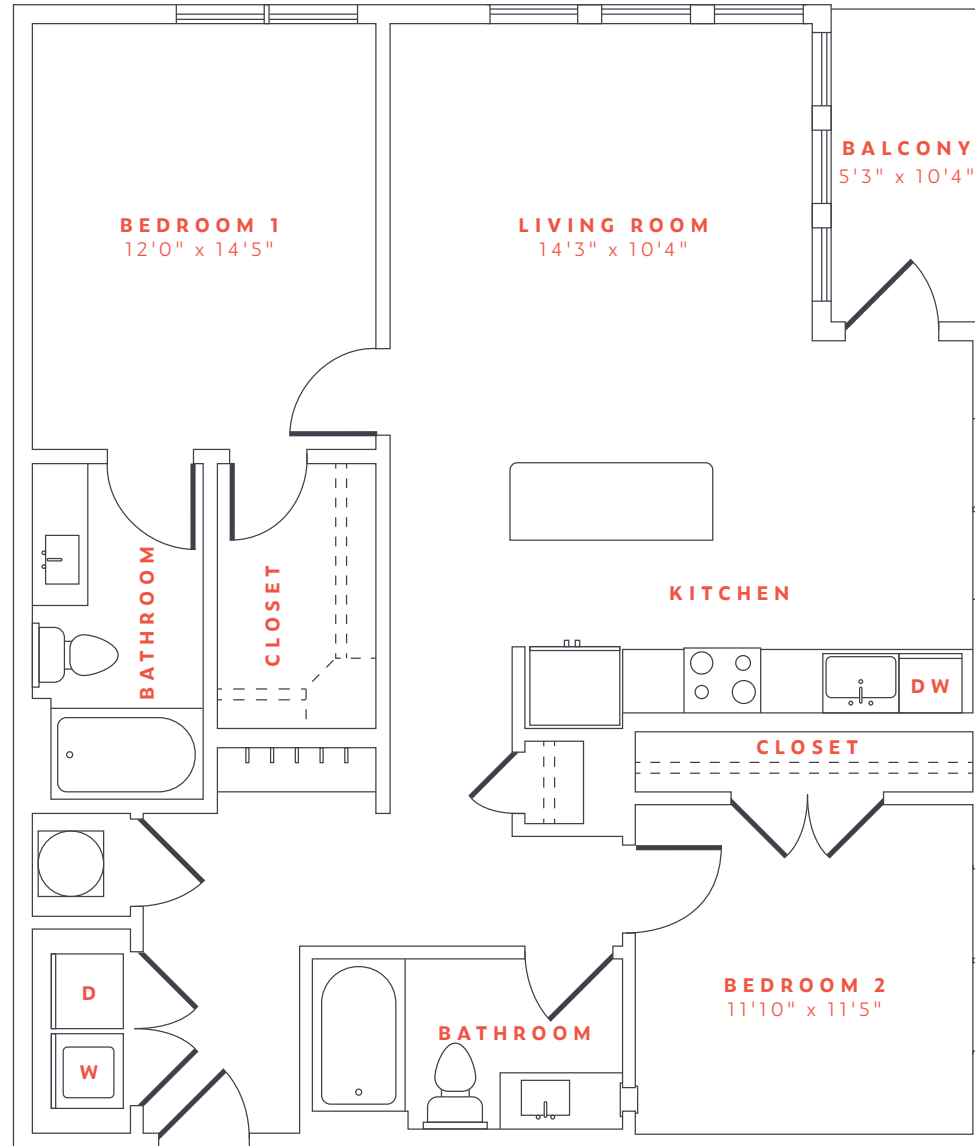 BALCONY
5'3" x 10'4"
BEDROOM 1
12'0" x 14'5"
LIVING ROOM
14'3" x 10'4"
BATHROOM
CLOSET
KITCHEN
DW
CLOSET
D
W
BATHROOM
BEDROOM 2
11'10" x 11'5"